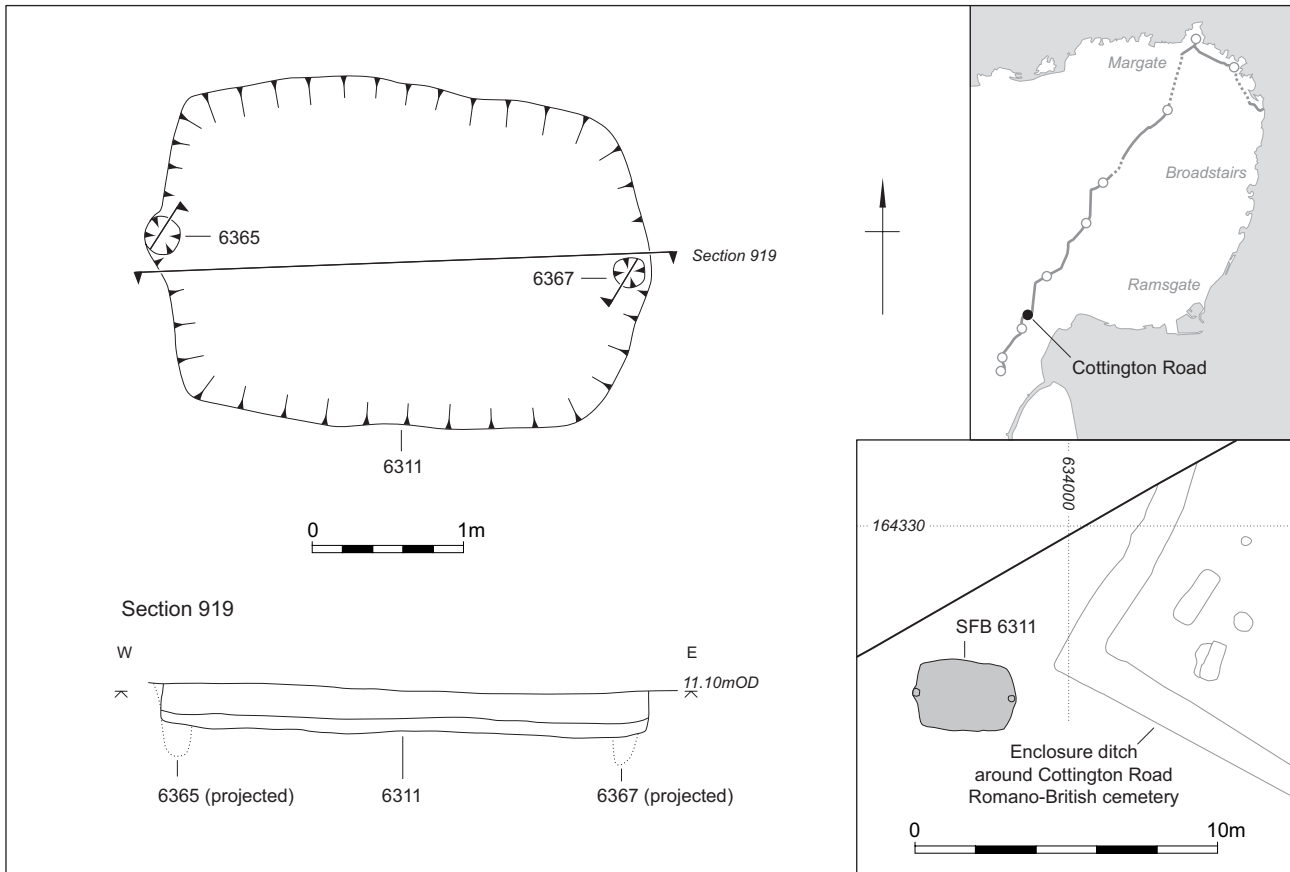 6365
6367
Section 919
6311
0 1m
Section 919
W
E
11.10mOD
6365 (projected)
6311
6367 (projected)
Margate
Broadstairs
Ramsgate
Cottington Road
634000
164330
SFB 6311
Enclosure ditch
around Cottington Road
Romano-British cemetery
0 10m